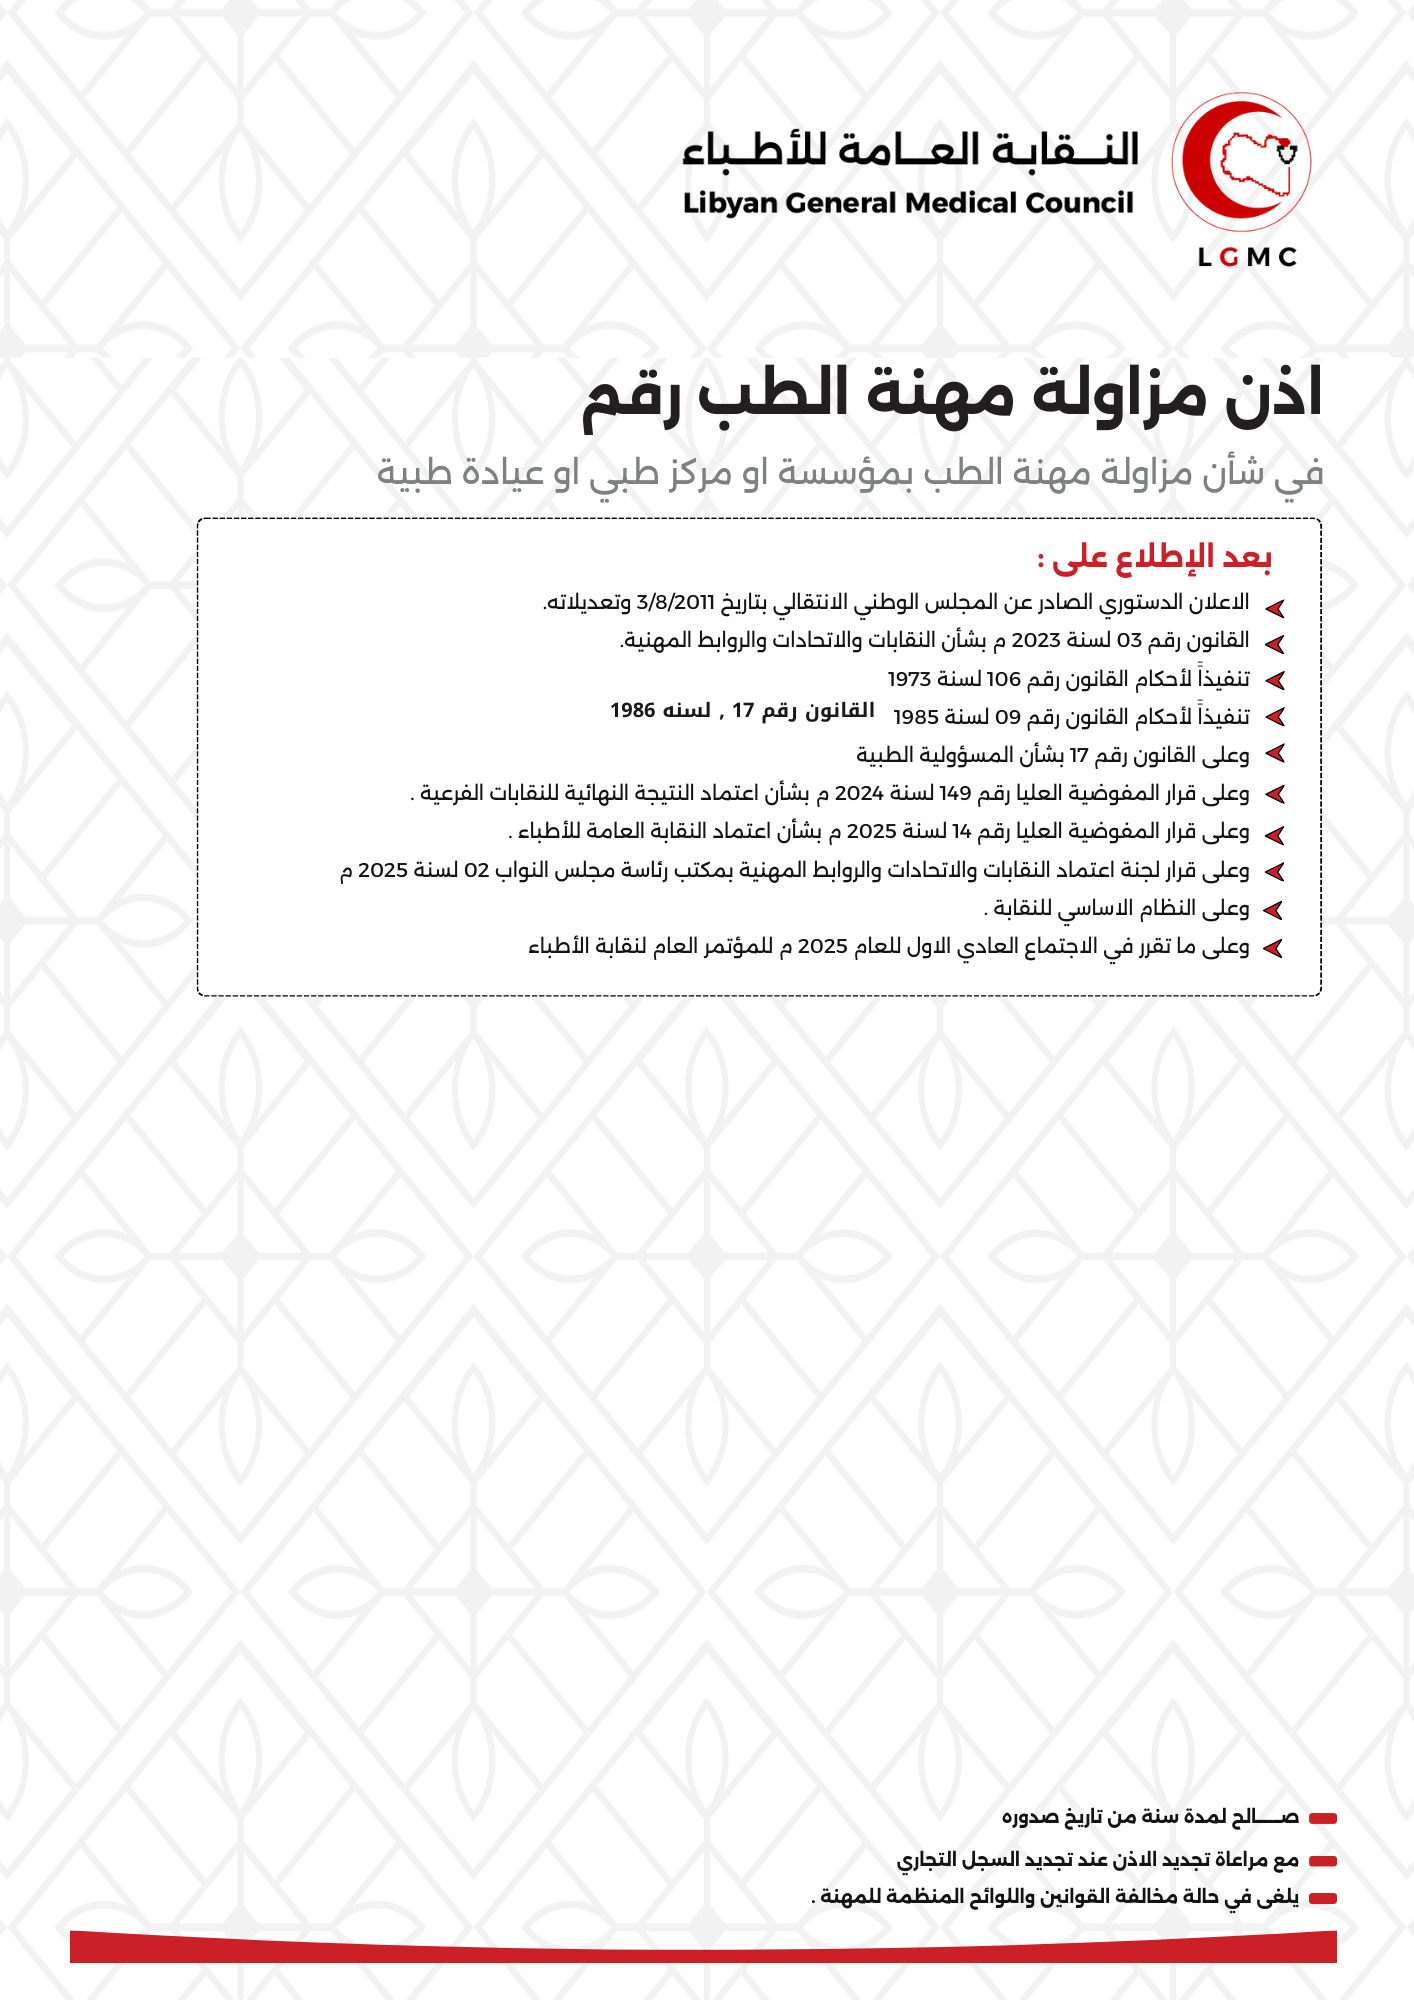 النـــقابـة العـــامة للأطـــباء
Libyan General Medical Council
LGMC
اذن مزاولة مهنة الطب رقم
في شأن مزاولة مهنة الطب بمؤسسة او مركز طبي او عيادة طبية
بعد الإطلاع على :
الاعلان الدستوري الصادر عن المجلس الوطني الانتقالي بتاريخ 3/8/2011 وتعديلاته.
القانون رقم 03 لسنة 2023 م بشأن النقابات والاتحادات والروابط المهنية.
تنفيذاً لأحكام القانون رقم 106 لسنة 1973
تنفيذاً لأحكام القانون رقم 09 لسنة 1985 القانون رقم 17 , لسنه 1986
وعلى القانون رقم 17 بشأن المسؤولية الطبية
وعلى قرار المفوضية العليا رقم 149 لسنة 2024 م بشأن اعتماد النتيجة النهائية للنقابات الفرعية .
وعلى قرار المفوضية العليا رقم 14 لسنة 2025 م بشأن اعتماد النقابة العامة للأطباء .
وعلى قرار لجنة اعتماد النقابات والاتحادات والروابط المهنية بمكتب رئاسة مجلس النواب 02 لسنة 2025 م
وعلى النظام الاساسي للنقابة .
وعلى ما تقرر في الاجتماع العادي الاول للعام 2025 م للمؤتمر العام لنقابة الأطباء
صـــــالح لمدة سنة من تاريخ صدوره
مع مراعاة تجديد الاذن عند تجديد السجل التجاري
يلغى في حالة مخالفة القوانين واللوائح المنظمة للمهنة .